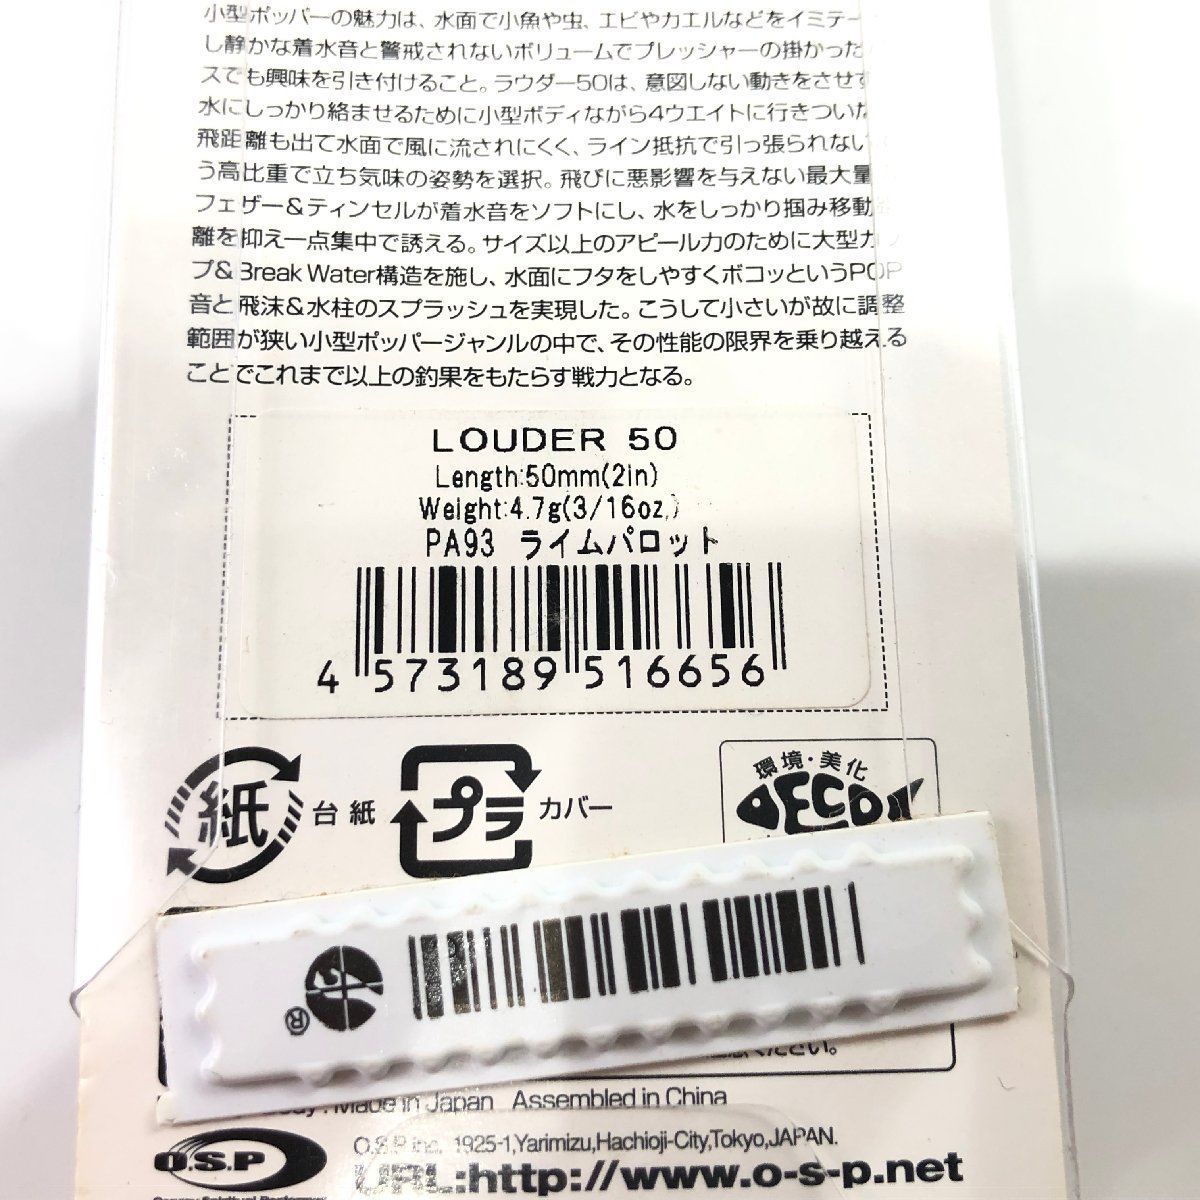 小型ポッパーの魅力は、水面で小魚や虫、エビやカエルなどをイミテー
し静かな着水音と警戒されないボリュームでプレッシャーの掛かった
スでも興味を引き付けること。ラウダー50は、意図しない動きをさせ
水にしっかり絡ませるために小型ボディながら4ウエイトに行きつい
飛距離も出て水面で風に流されにくく、ライン抵抗で引っ張られない
う高比重で立ち気味の姿勢を選択。飛びに悪影響を与えない最大量
フェザー＆ティンセルが着水音をソフトにし、水をしっかり掴み移動
離を抑え一点集中で誘える。サイズ以上のアピール力のために大型カッ
プ＆Break Water構造を施し、水面にフタをしやすくボコッというPOP
音と飛沫＆水柱のスプラッシュを実現した。こうして小さいが故に調整
範囲が狭い小型ポッパージャンルの中で、その性能の限界を乗り越える
ことでこれまで以上の釣果をもたらす戦力となる。
LOUDER 50
Length:50mm(2in)
Weight:4.7g(3/16oz.)
PA93 ライムパロット
4 573189 516656
紙 台紙 プラ カバー
環境・美化
DECOY
ください。
Made in Japan Assembled in China
O.S.P
O.S.P inc. 1925-1,Yarimizu,Hachioji-City,Tokyo,JAPAN.
URL:http://www.o-s-p.net